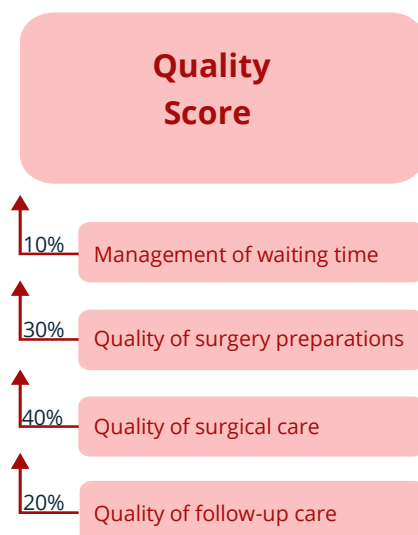 Quality
Score
10%
Management of waiting time
30%
Quality of surgery preparations
40%
Quality of surgical care
20%
Quality of follow-up care